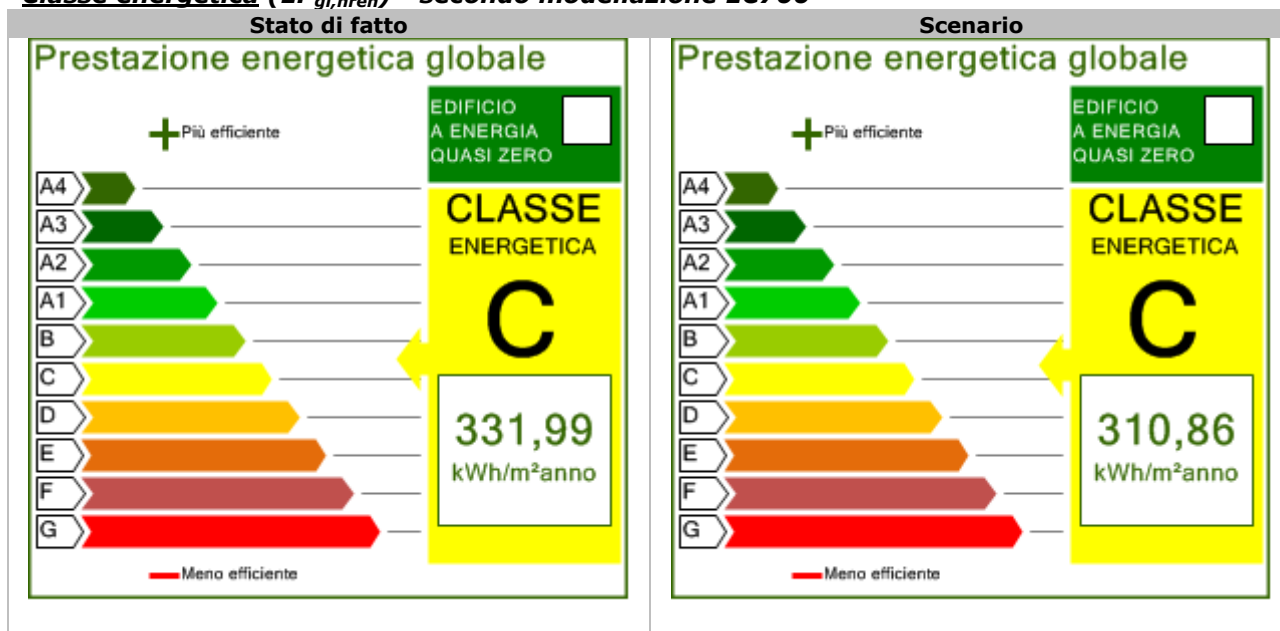 Stato di fatto
Scenario
Prestazione energetica globale
Più efficiente
EDIFICIO
A ENERGIA
QUASI ZERO
A4
A3
A2
A1
B
C
D
E
F
G
CLASSE
ENERGETICA
C
331,99
kWh/m²anno
Meno efficiente
Prestazione energetica globale
Più efficiente
EDIFICIO
A ENERGIA
QUASI ZERO
A4
A3
A2
A1
B
C
D
E
F
G
CLASSE
ENERGETICA
C
310,86
kWh/m²anno
Meno efficiente